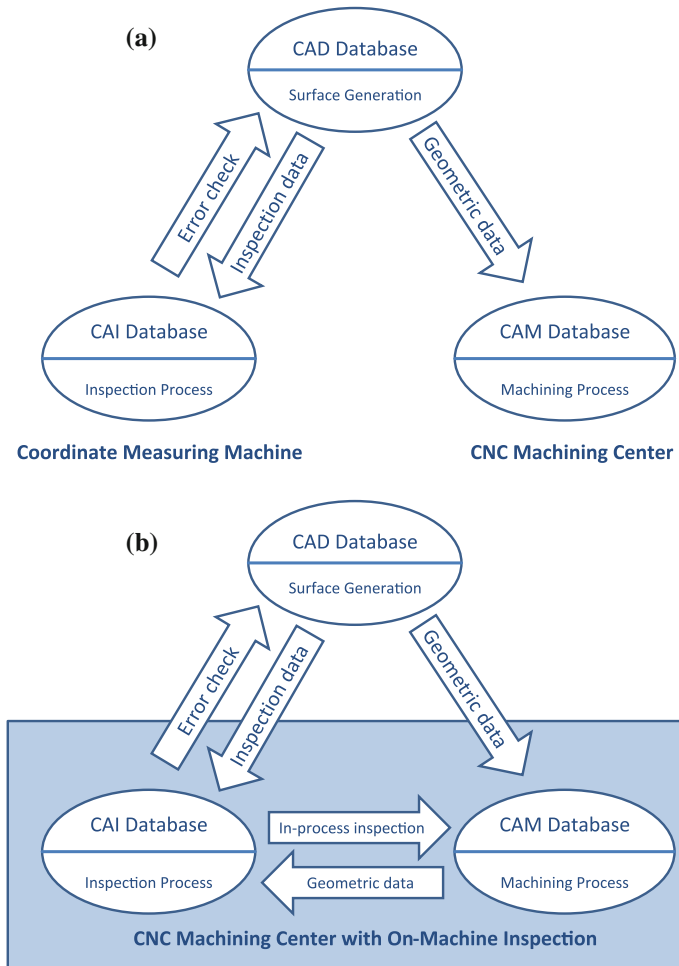 (a)
CAD Database
Surface Generation
Error check
Inspection data
Geometric data
CAI Database
Inspection Process
CAM Database
Machining Process
Coordinate Measuring Machine
CNC Machining Center
(b)
CAD Database
Surface Generation
Error check
Inspection data
Geometric data
CAI Database
Inspection Process
In-process inspection
Geometric data
CAM Database
Machining Process
CNC Machining Center with On-Machine Inspection